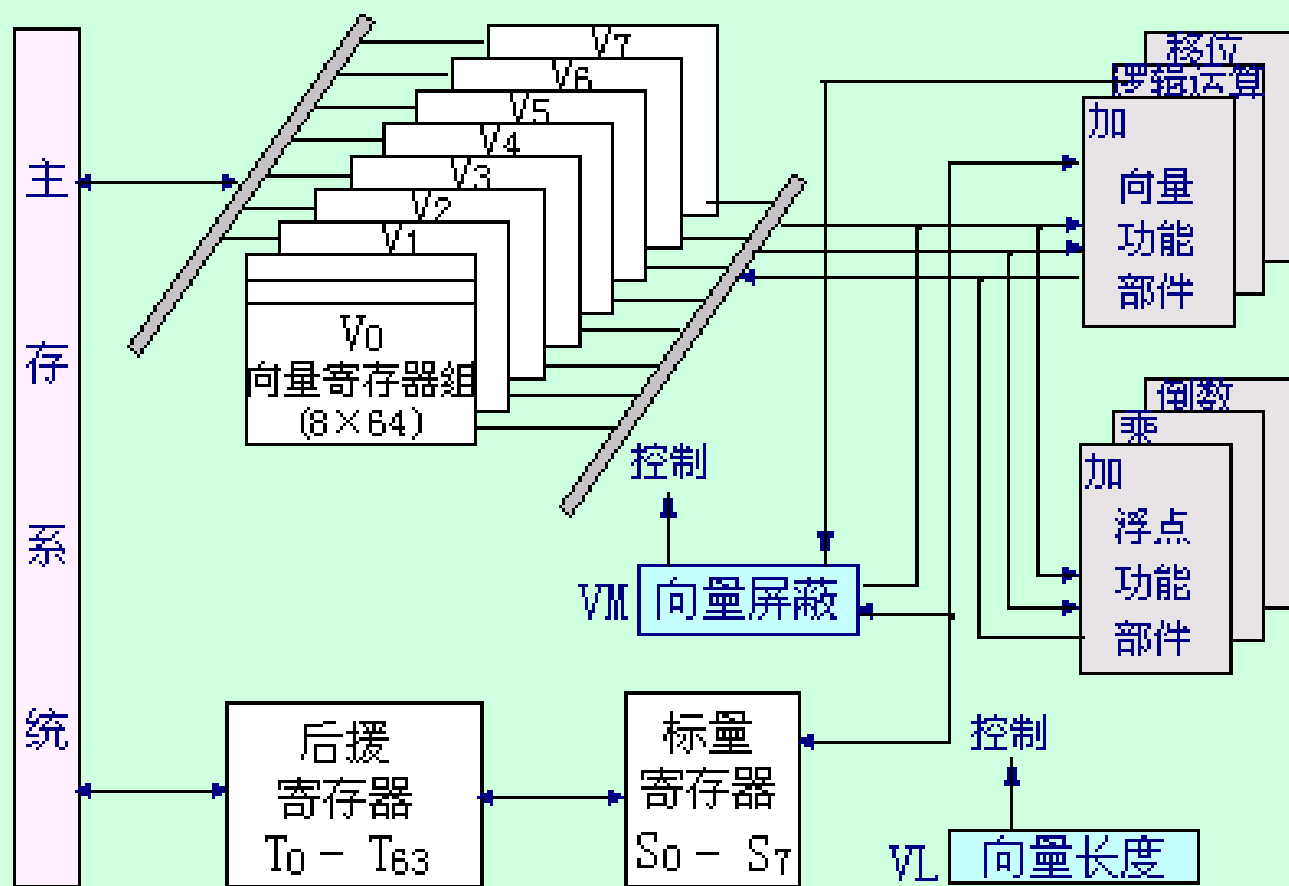 主
存
系
统
V7
V6
V5
V4
V3
V2
V1
V0
向量寄存器组
(8×64)
移位
逻辑运算
加
向量
功能
部件
倒数
乘
加
浮点
功能
部件
控制
VM
向量屏蔽
后援
寄存器
T0 - T63
标量
寄存器
S0 - S7
控制
VL
向量长度